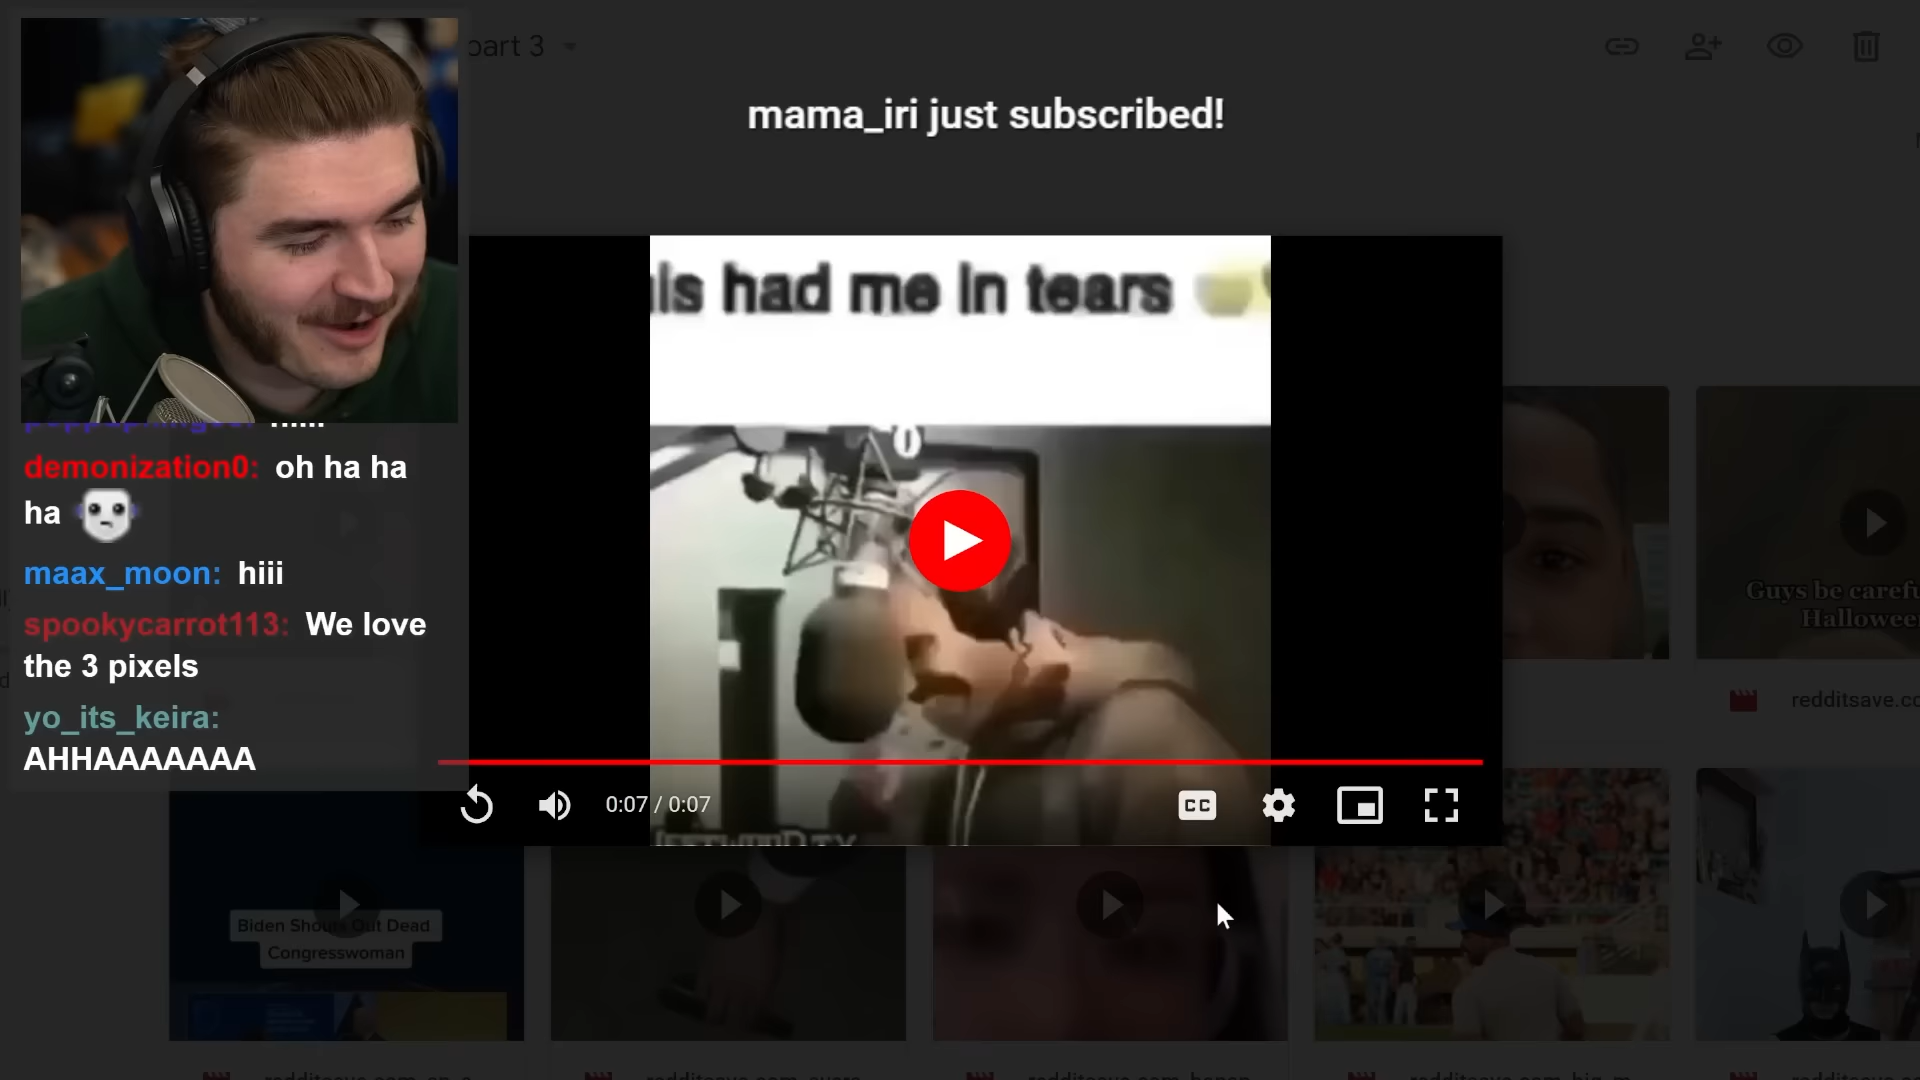 part 3
mama_iri just subscribed!
had me in tears
demonization0: oh ha ha
ha
maax_moon: hiii
spookycarrot113: We love
the 3 pixels
yo_its_keira:
AHHAAAAAAA
0
0:07 / 0:07
CC
Guys be carefu
Hallowee
redditsave.co
Biden Shouts Out Dead
Congresswoman